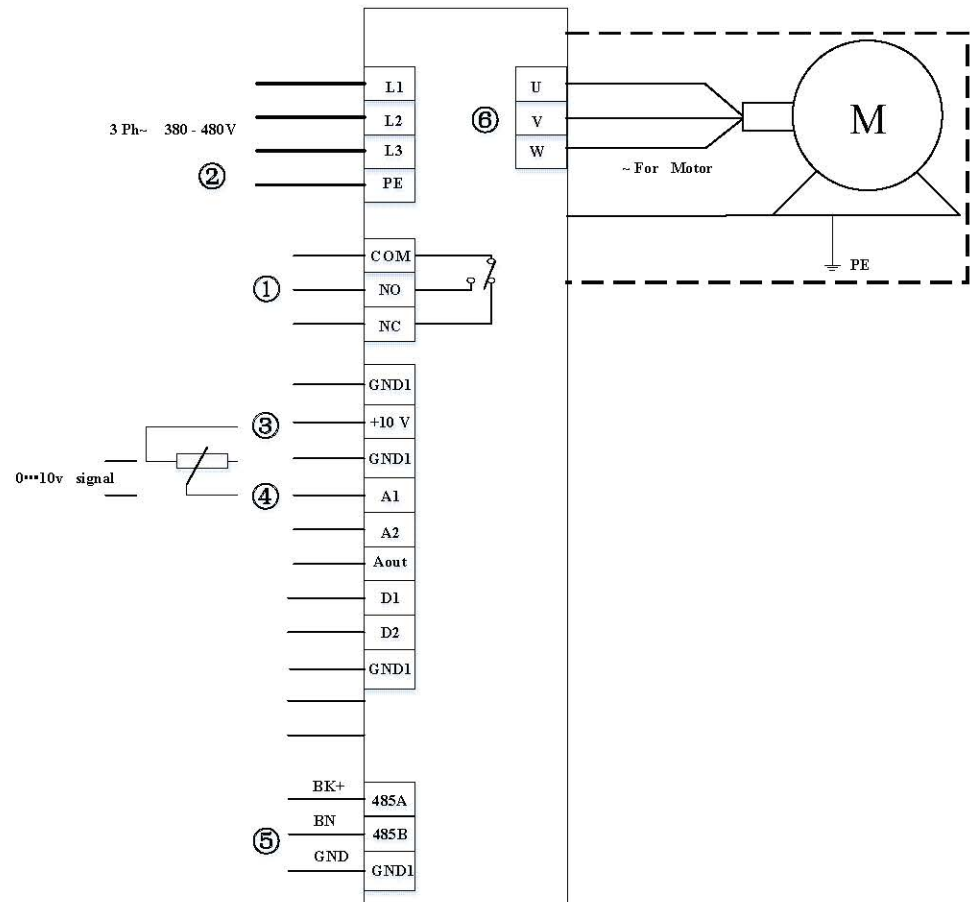 L1
U
L2
V
⑥
3 Ph~ 380 - 480V
L3
W
②
PE
~ For Motor
M
PE
COM
①
NO
NC
GND1
③
+10 V
GND1
0•••10v signal
④
A1
A2
Aout
D1
D2
GND1
BK+
485A
BN
485B
⑤
GND
GND1